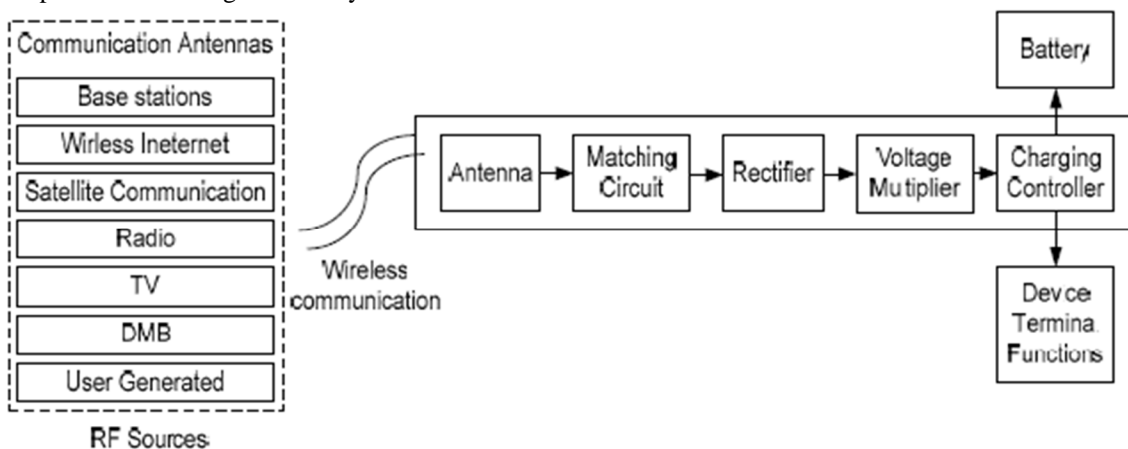 Communication Antennas
Base stations
Wirless Ineternet
Satellite Communication
Radio
TV
DMB
User Generated
RF Sources
Wireless
communication
Antenna
Matching
Circuit
Rectifier
Voltage
Mutiplier
Charging
Controller
Battery
Device
Termina
Functions